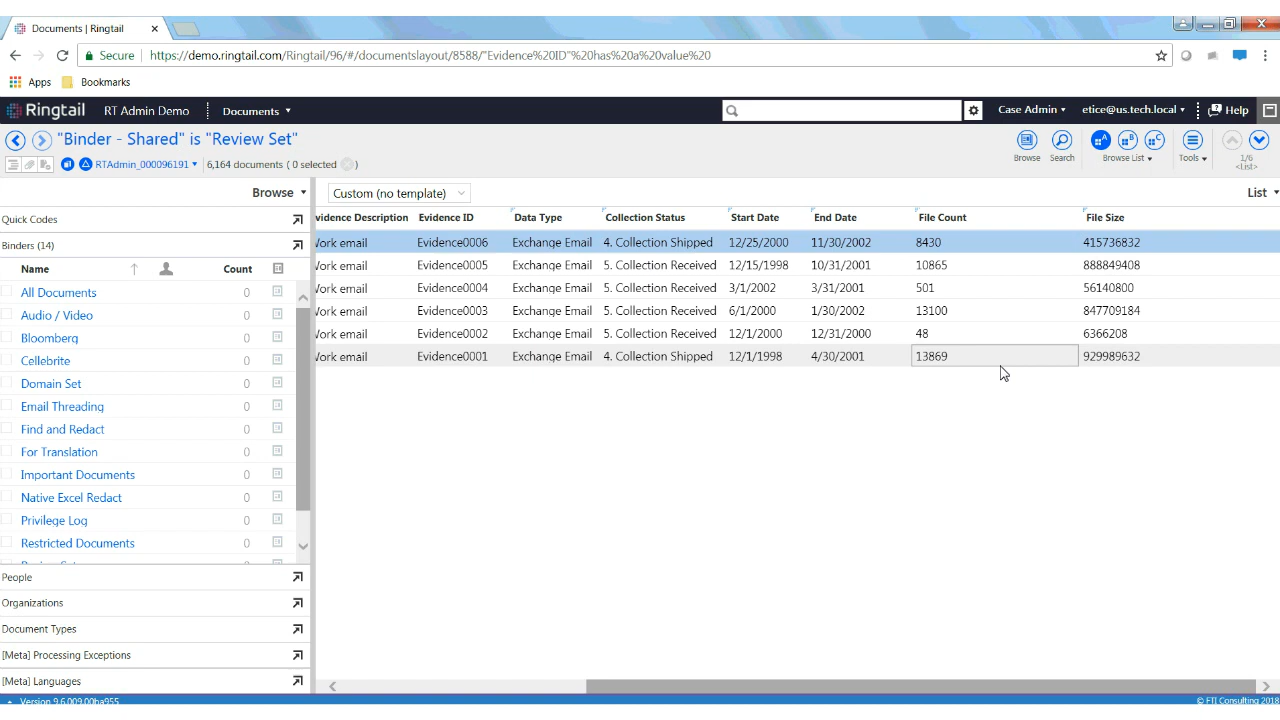 Documents | Ringtail
Secure https://demo.ringtail.com/Ringtail/96/#/documentslayout/8588/"Evidence%20ID"%20has%20a%20value%20
Apps Bookmarks
Ringtail RT Admin Demo Documents Case Admin etice@us.tech.local Help
"Binder - Shared" is "Review Set"
RTAdmin_000096191 6,164 documents ( 0 selected )
Browse Search A B C Browse List Tools 1/6 <List>
Browse Custom (no template) List
Quick Codes
Binders (14)
Name Count
All Documents 0
Audio / Video 0
Bloomberg 0
Cellebrite 0
Domain Set 0
Email Threading 0
Find and Redact 0
For Translation 0
Important Documents 0
Native Excel Redact 0
Privilege Log 0
Restricted Documents 0
People
Organizations
Document Types
[Meta] Processing Exceptions
[Meta] Languages
vidence Description Evidence ID Data Type Collection Status Start Date End Date File Count File Size
Work email Evidence0006 Exchange Email 4. Collection Shipped 12/25/2000 11/30/2002 8430 415736832
Work email Evidence0005 Exchange Email 5. Collection Received 12/15/1998 10/31/2001 10865 888849408
Work email Evidence0004 Exchange Email 5. Collection Received 3/1/2002 3/31/2001 501 56140800
Work email Evidence0003 Exchange Email 5. Collection Received 6/1/2000 1/30/2002 13100 847709184
Work email Evidence0002 Exchange Email 5. Collection Received 12/1/2000 12/31/2000 48 6366208
Work email Evidence0001 Exchange Email 4. Collection Shipped 12/1/1998 4/30/2001 13869 929989632
Version 9.6.009.00ba955 © FTI Consulting 2018